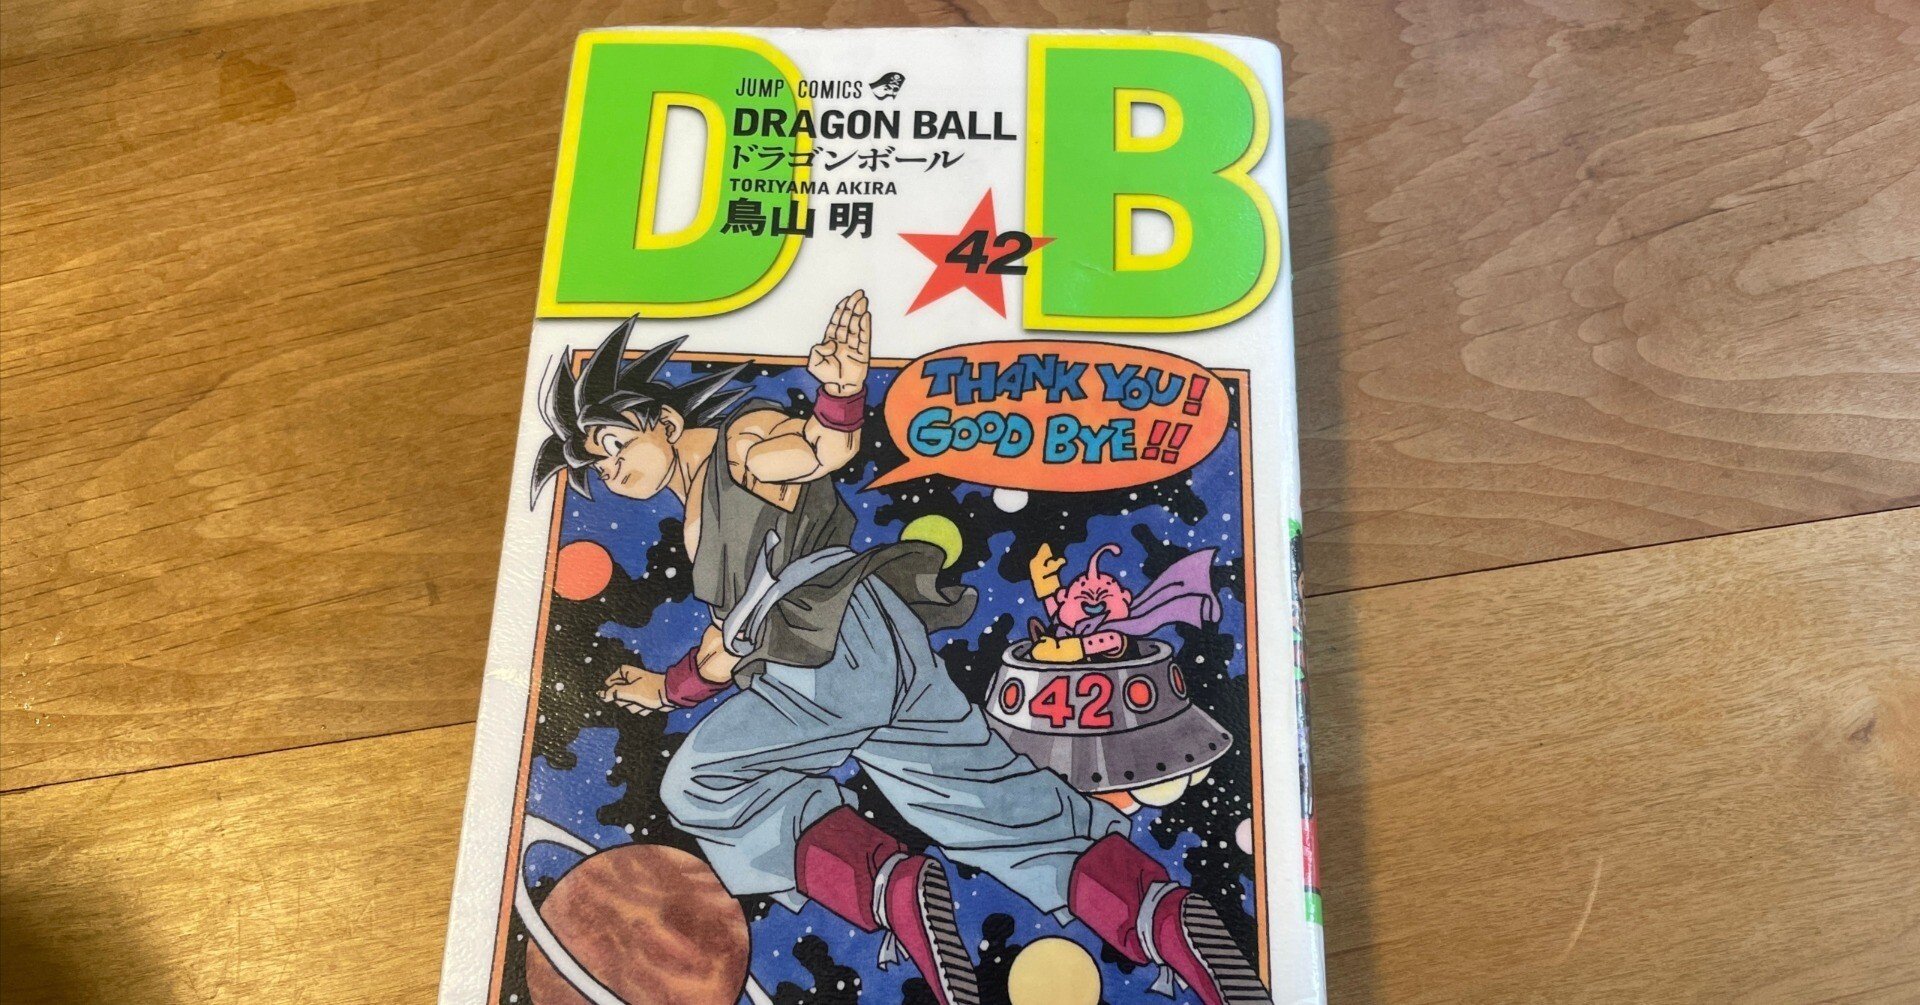 D B
JUMP COMICS
DRAGON BALL
ドラゴンボール
TORIYAMA AKIRA
鳥山 明
42
THANK YOU!
GOOD BYE!!
42